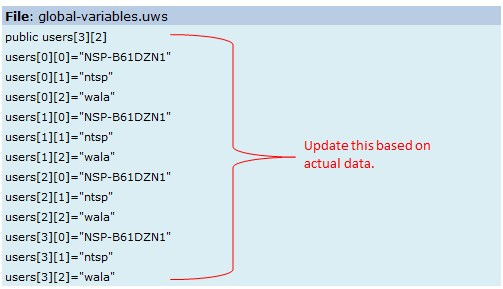 File: global-variables.uws
public users[3][2]
users[0][0]="NSP-B61DZN1"
users[0][1]="ntsp"
users[0][2]="wala"
users[1][0]="NSP-B61DZN1"
users[1][1]="ntsp"
users[1][2]="wala"
users[2][0]="NSP-B61DZN1"
users[2][1]="ntsp"
users[2][2]="wala"
users[3][0]="NSP-B61DZN1"
users[3][1]="ntsp"
users[3][2]="wala"
Update this based on
actual data.